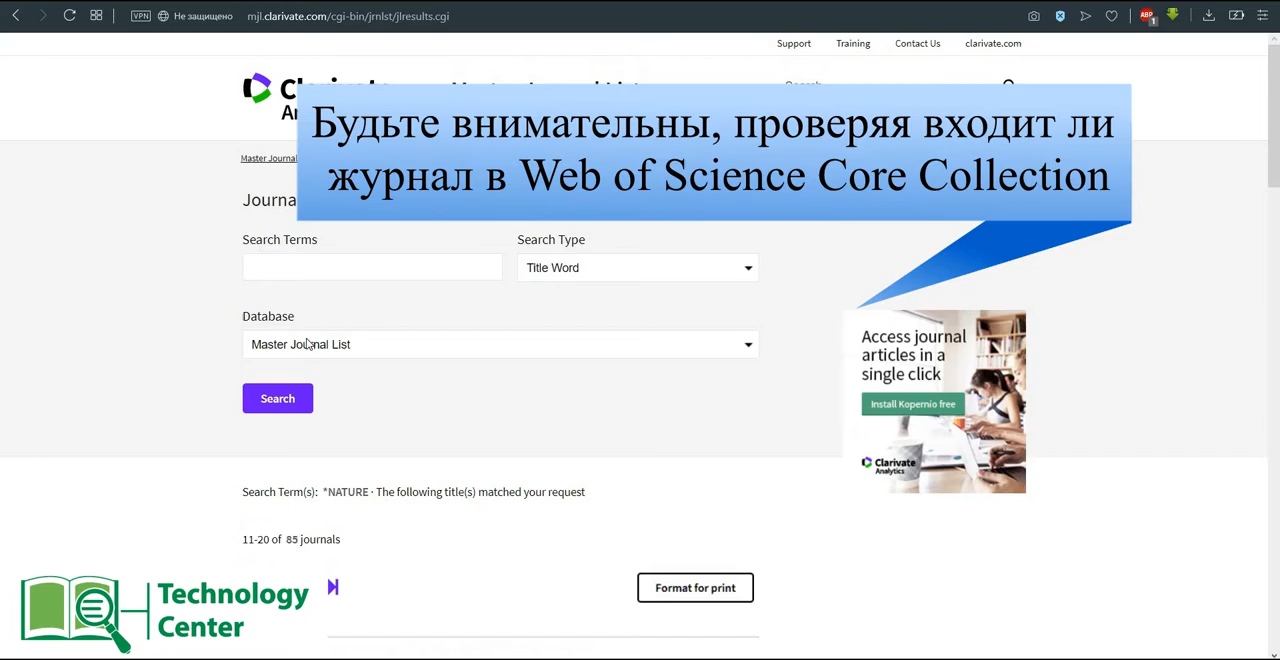 VPN
Не защищено
mjl.clarivate.com/cgi-bin/jrnlst/jlresults.cgi
ABP
1
Support
Training
Contact Us
clarivate.com
Будьте внимательны, проверяя входит ли
журнал в Web of Science Core Collection
Master Journal
Journa
Search Terms
Search Type
Title Word
Database
Master Journal List
Search
Access journal
articles in a
single click
Install Kopernio free
Clarivate
Analytics
Search Term(s): *NATURE · The following title(s) matched your request
11-20 of 85 journals
Format for print
Technology
Center